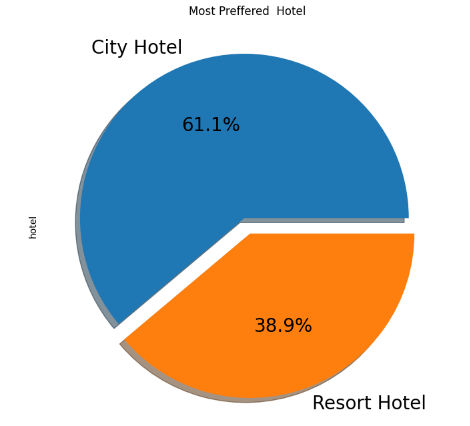 Most Preffered  Hotel
City Hotel
61.1%
hotel
38.9%
Resort Hotel